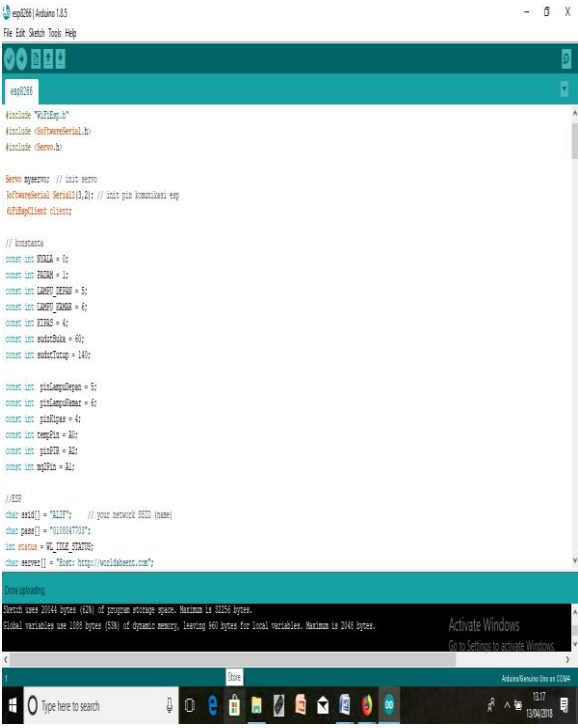 esp8266 | Arduino 1.8.5
File Edit Sketch Tools Help
esp8266
#include "WiFiEsp.h"
#include <SoftwareSerial.h>
#include <Servo.h>
Servo myservo; // init servo
SoftwareSerial Serial1(3,2); // init pin komunikasi esp
WiFiEspClient client;
// konstanta
const int NYALA = 0;
const int PADAM = 1;
const int LAMPU_DEPAN = 5;
const int LAMPU_KAMAR = 6;
const int KIPAS = 4;
const int sudutBuka = 60;
const int sudutTutup = 140;
const int pinLampuDepan = 5;
const int pinLampuKamar = 6;
const int pinKipas = 4;
const int tempPin = A0;
const int pinPIR = A2;
const int mq2Pin = A1;
//ESP
char ssid[] = "ALIF"; // your network SSID (name)
char pass[] = "0108047703";
int status = WL_IDLE_STATUS;
char server[] = "Host: http://worldabsent.com";
Done uploading.
Sketch uses 20044 bytes (62%) of program storage space. Maximum is 32256 bytes.
Global variables use 1088 bytes (53%) of dynamic memory, leaving 960 bytes for local variables. Maximum is 2048 bytes.
Activate Windows
Go to Settings to activate Windows.
1
Arduino/Genuino Uno on COM4
Store
Type here to search
13.17
13/04/2018